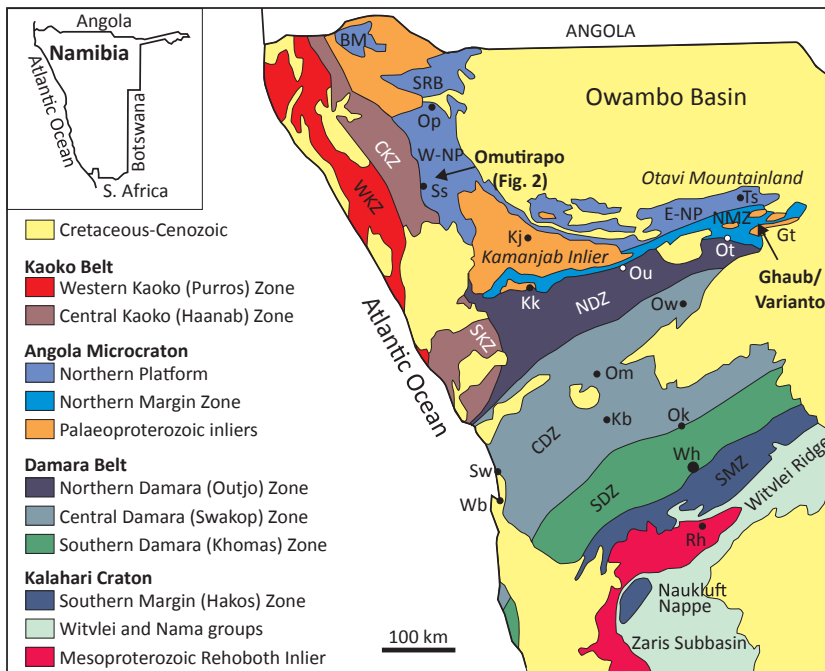 Angola
Namibia
Atlantic Ocean
Botswana
S. Africa
ANGOLA
BM
SRB
Owambo Basin
Op
CKZ
W-NP
Omutirapo
(Fig. 2)
Otavi Mountainland
Ss
WKZ
Ts
E-NP
NMZ
Gt
Kj
Kamanjab Inlier
Ot
Ou
Ghaub/
Varianto
Kk
NDZ
Ow
SKZ
Atlantic Ocean
Om
Kb
Ok
CDZ
Wh
Sw
SMZ
Witvlei Ridge
Wb
SDZ
Rh
Naukluft
Nappe
Zaris Subbasin
100 km
Cretaceous-Cenozoic
Kaoko Belt
Western Kaoko (Purros) Zone
Central Kaoko (Haanab) Zone
Angola Microcraton
Northern Platform
Northern Margin Zone
Palaeoproterozoic inliers
Damara Belt
Northern Damara (Outjo) Zone
Central Damara (Swakop) Zone
Southern Damara (Khomas) Zone
Kalahari Craton
Southern Margin (Hakos) Zone
Witvlei and Nama groups
Mesoproterozoic Rehoboth Inlier